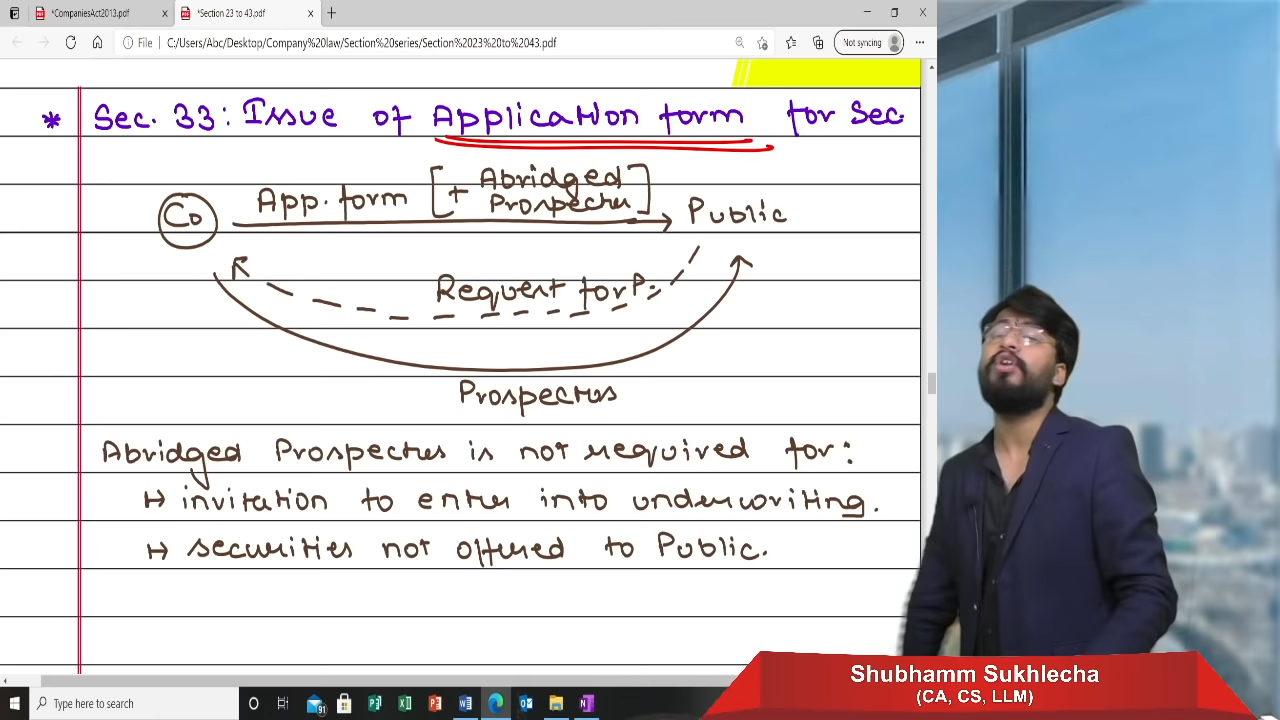 *CompaniesAct2013.pdf
*Section 23 to 43.pdf
File
C:/Users/Abc/Desktop/Company%20law/Section%20series/Section%2023%20to%2043.pdf
Not syncing
* Sec. 33: Issue of Application form for Sec.
Co
App. form [+ Abridged Prospectus]
Public
Request for P.
Prospectus
Abridged Prospectus is not required for:
↦ invitation to enter into underwriting.
↦ securities not offered to Public.
Shubhamm Sukhlecha
(CA, CS, LLM)
Type here to search
91